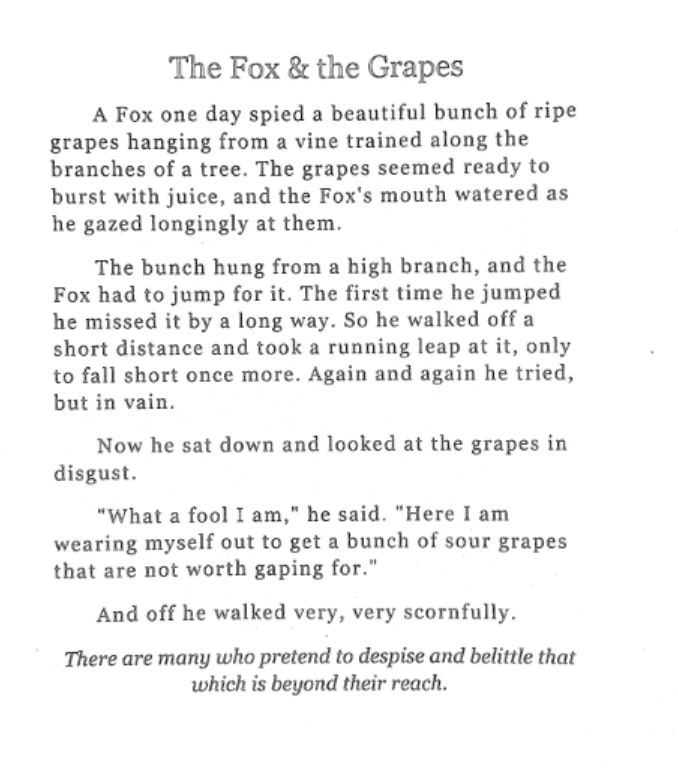 The Fox & the Grapes
A Fox one day spied a beautiful bunch of ripe
grapes hanging from a vine trained along the
branches of a tree. The grapes seemed ready to
burst with juice, and the Fox's mouth watered as
he gazed longingly at them.
The bunch hung from a high branch, and the
Fox had to jump for it. The first time he jumped
he missed it by a long way. So he walked off a
short distance and took a running leap at it, only
to fall short once more. Again and again he tried,
but in vain.
Now he sat down and looked at the grapes in
disgust.
"What a fool I am," he said. "Here I am
wearing myself out to get a bunch of sour grapes
that are not worth gaping for."
And off he walked very, very scornfully.
There are many who pretend to despise and belittle that
which is beyond their reach.